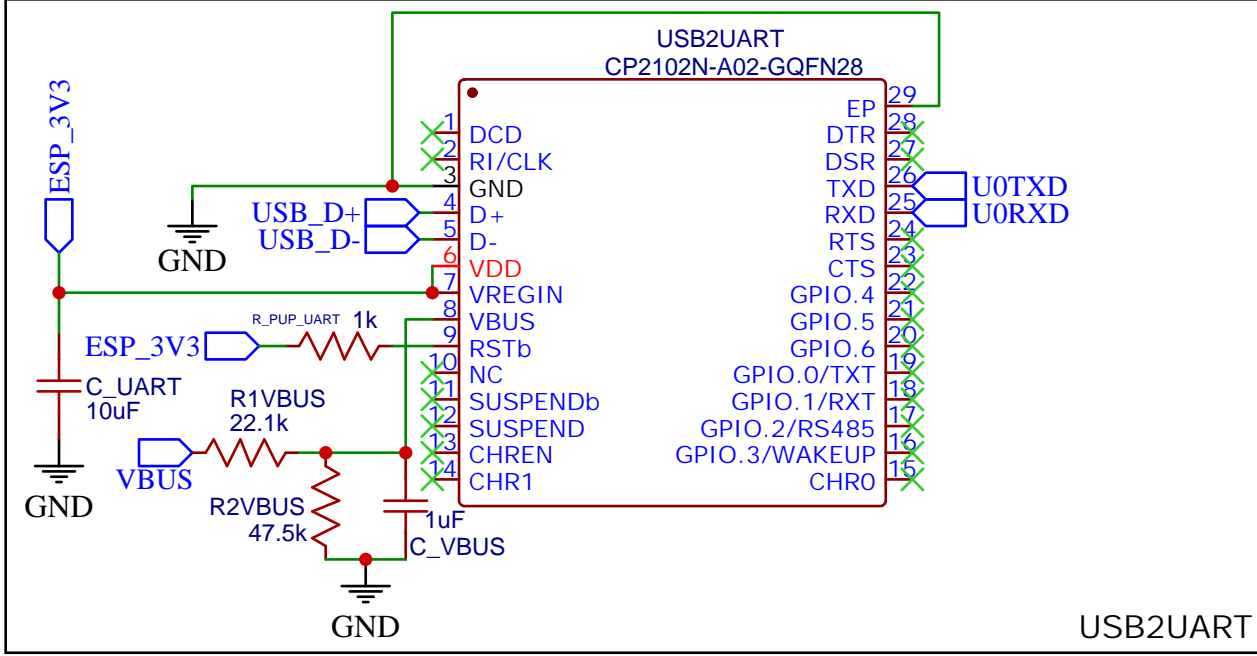 USB2UART
CP2102N-A02-GQFN28
ESP_3V3
29
EP
1
DCD
28
DTR
2
RI/CLK
27
DSR
3
GND
26
TXD
U0TXD
GND
USB_D+
4
D+
25
RXD
U0RXD
USB_D-
5
D-
24
RTS
6
VDD
23
CTS
7
VREGIN
22
GPIO.4
8
VBUS
21
GPIO.5
ESP_3V3
R_PUP_UART 1k
9
RSTb
20
GPIO.6
10
NC
19
GPIO.0/TXT
C_UART
10uF
GND
11
SUSPENDb
18
GPIO.1/RXT
R1VBUS
22.1k
12
SUSPEND
17
GPIO.2/RS485
VBUS
13
CHREN
16
GPIO.3/WAKEUP
14
CHR1
15
CHR0
R2VBUS
47.5k
1uF
C_VBUS
GND
USB2UART